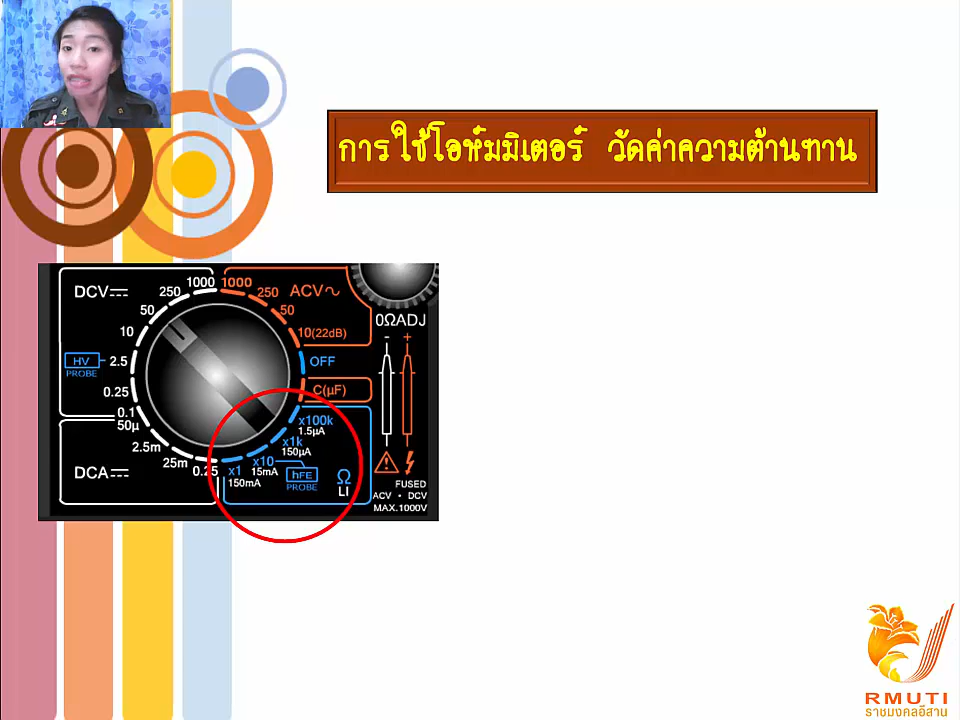 การใช้โอห์มมิเตอร์ วัดค่าความต้านทาน
DCV
1000
1000
250
250
ACV
50
50
0ΩADJ
10
10(22dB)
- +
HV
PROBE
2.5
OFF
0.25
C(µF)
0.1
50µ
x100k
1.5µA
2.5m
x1k
150µA
25m
x10
15mA
DCA
0.25
x1
150mA
hFE
PROBE
Ω
LI
FUSED
ACV • DCV
MAX.1000V
RMUTI
ราชมงคลอีสาน